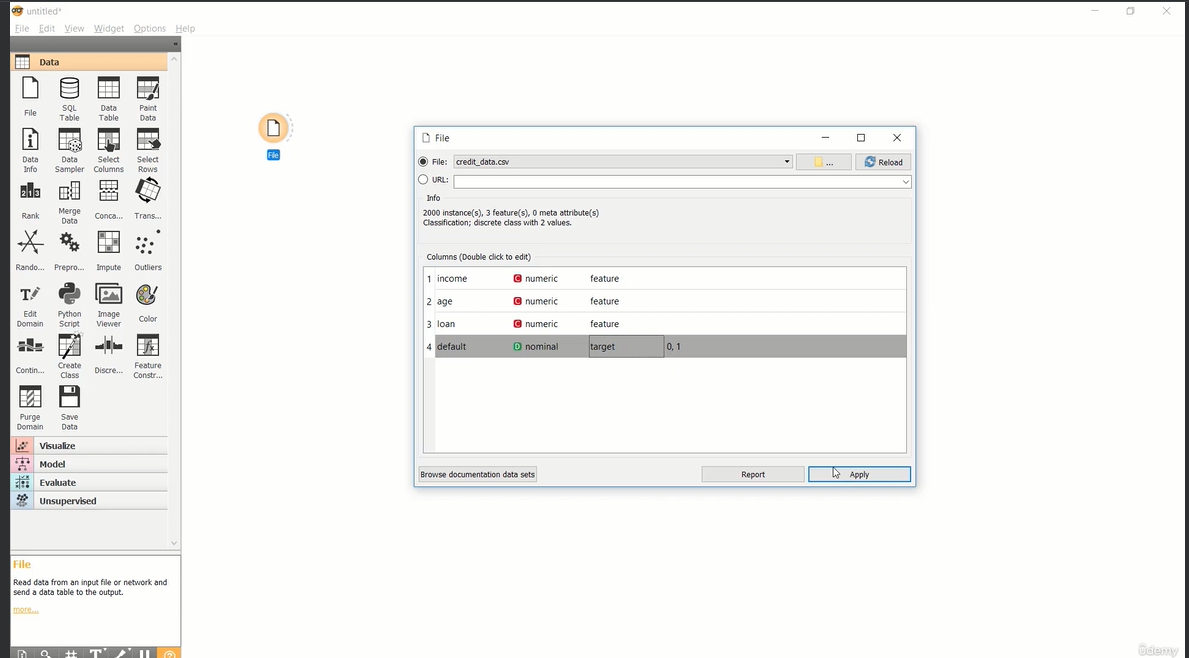 untitled*
File Edit View Widget Options Help
«
Data
File
SQL Table
Data Table
Paint Data
Data Info
Data Sampler
Select Columns
Select Rows
Rank
Merge Data
Conca...
Trans...
Rando...
Prepro...
Impute
Outliers
Edit Domain
Python Script
Image Viewer
Color
Contin...
Create Class
Discre...
Feature Constr...
Purge Domain
Save Data
Visualize
Model
Evaluate
Unsupervised
File
Read data from an input file or network and
send a data table to the output.
more...
File
File
File: credit_data.csv ... Reload
URL:
Info
2000 instance(s), 3 feature(s), 0 meta attribute(s)
Classification; discrete class with 2 values.
Columns (Double click to edit)
1 income C numeric feature
2 age C numeric feature
3 loan C numeric feature
4 default D nominal target 0, 1
Browse documentation data sets Report Apply
ûdemy